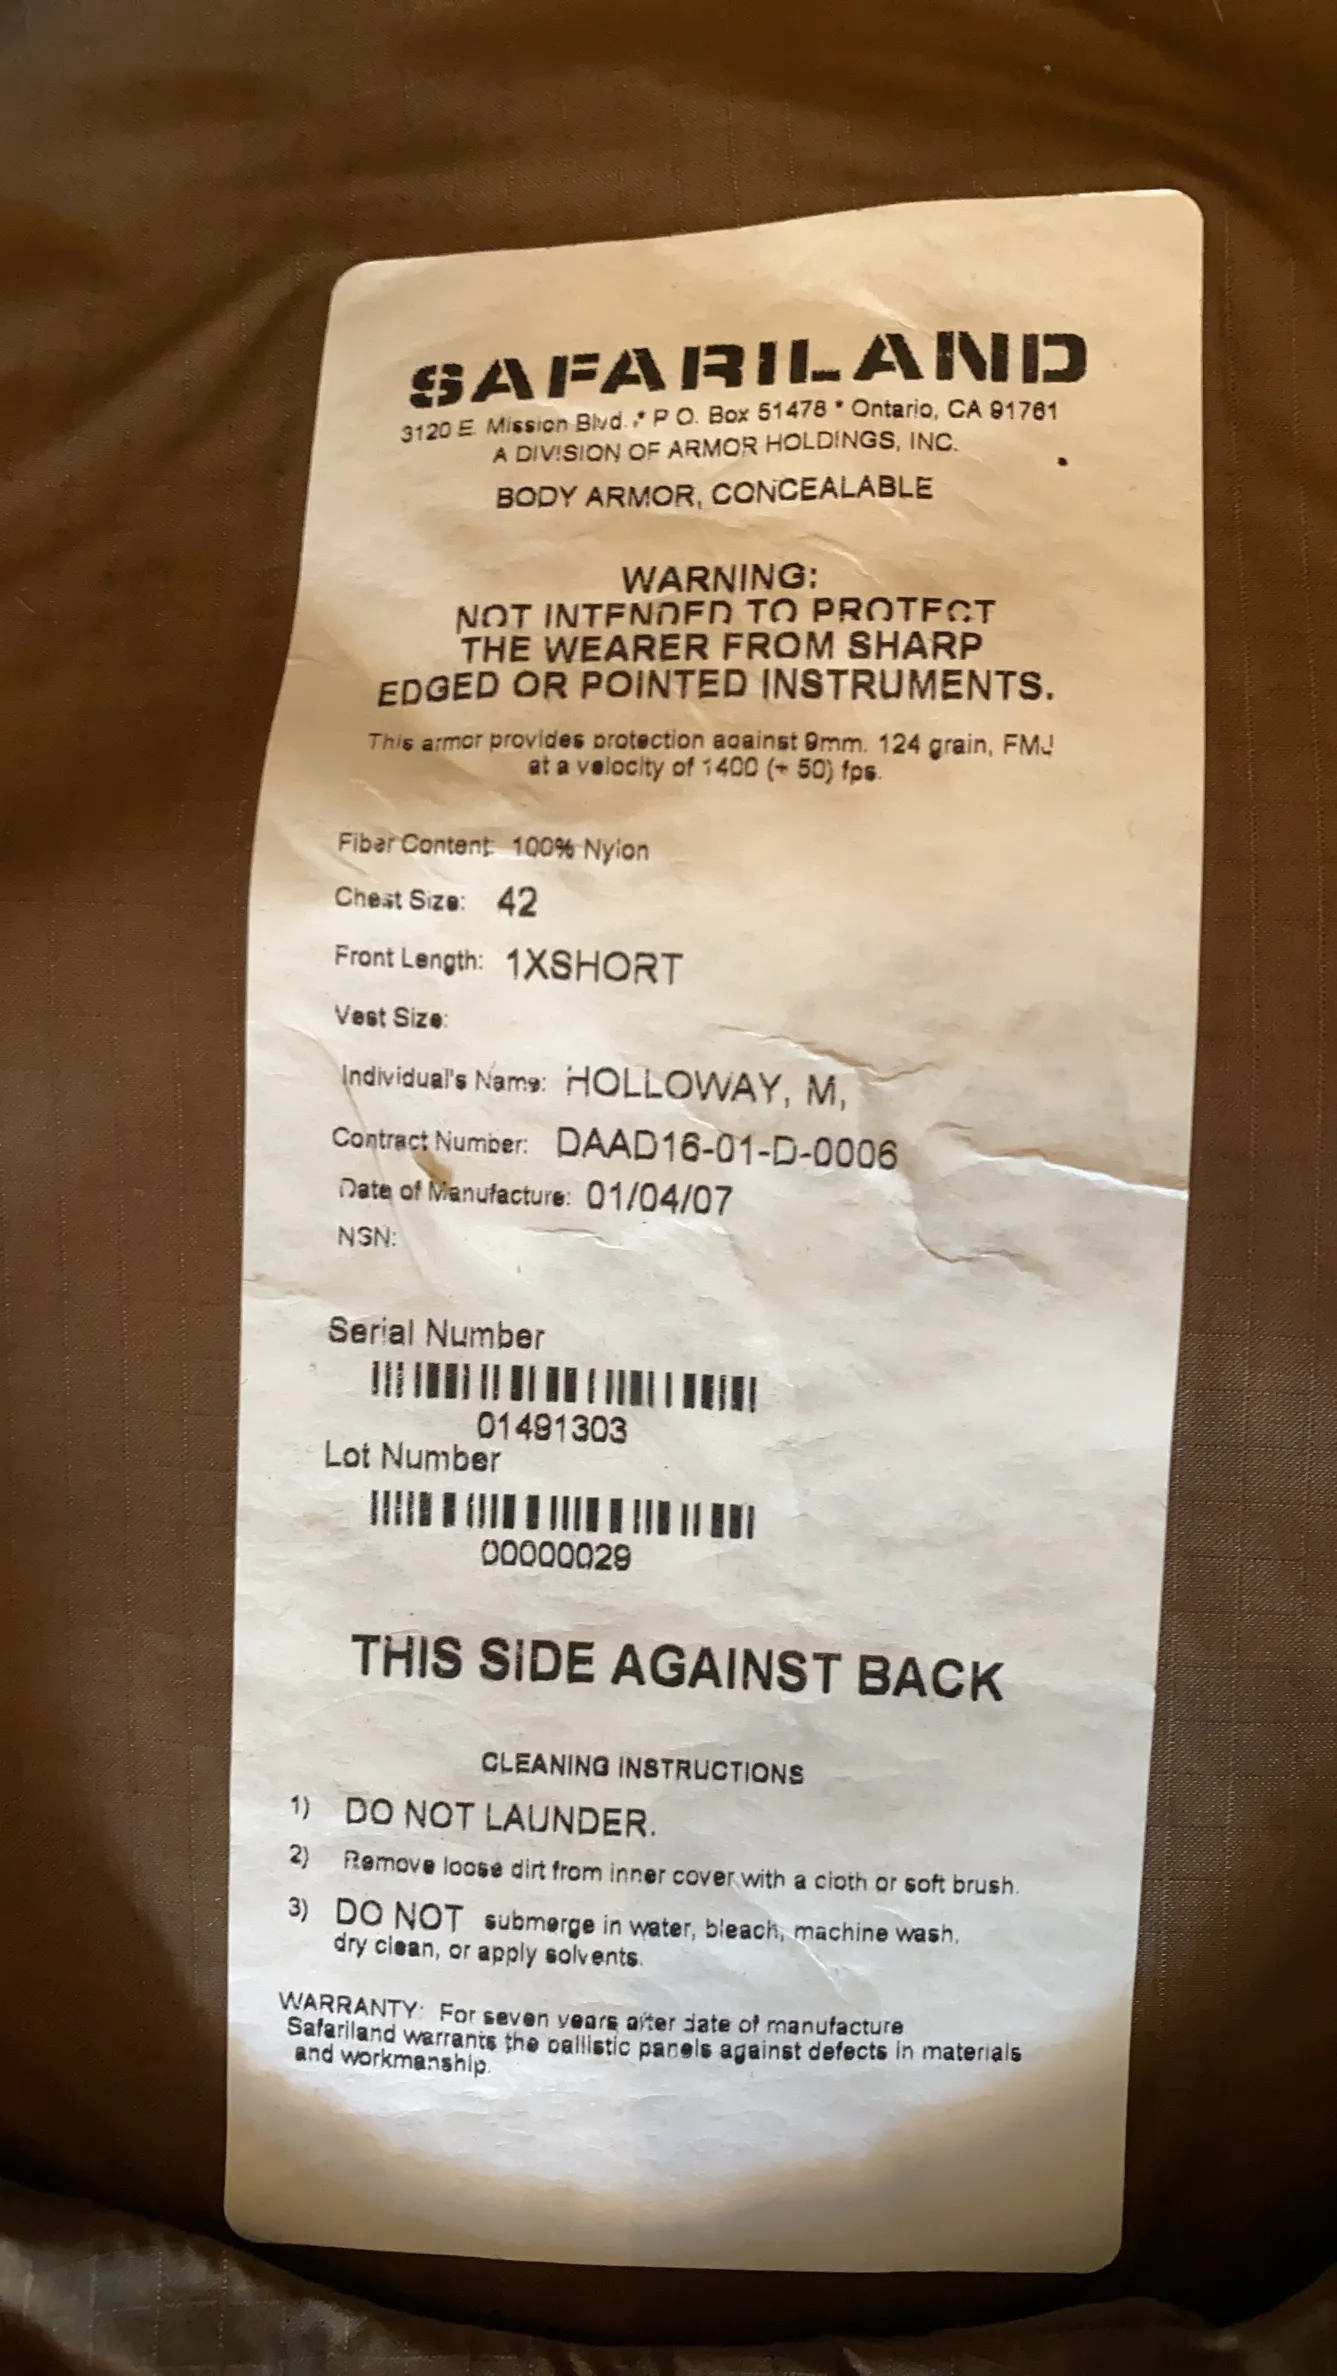 SAFARILAND
3120 E. Mission Blvd. * P O. Box 51478 * Ontario, CA 91761
A DIVISION OF ARMOR HOLDINGS, INC.
BODY ARMOR, CONCEALABLE
WARNING:
NOT INTENDED TO PROTECT
THE WEARER FROM SHARP
EDGED OR POINTED INSTRUMENTS.
This armor provides protection against 9mm. 124 grain, FMJ
at a velocity of 1400 (+ 50) fps.
Fiber Content: 100% Nylon
Chest Size: 42
Front Length: 1XSHORT
Vest Size:
Individual's Name: HOLLOWAY, M,
Contract Number: DAAD16-01-D-0006
Date of Manufacture: 01/04/07
NSN:
Serial Number
01491303
Lot Number
00000029
THIS SIDE AGAINST BACK
CLEANING INSTRUCTIONS
1) DO NOT LAUNDER.
2) Remove loose dirt from inner cover with a cloth or soft brush.
3) DO NOT submerge in water, bleach, machine wash,
dry clean, or apply solvents.
WARRANTY: For seven years after date of manufacture
Safariland warrants the ballistic panels against defects in materials
and workmanship.